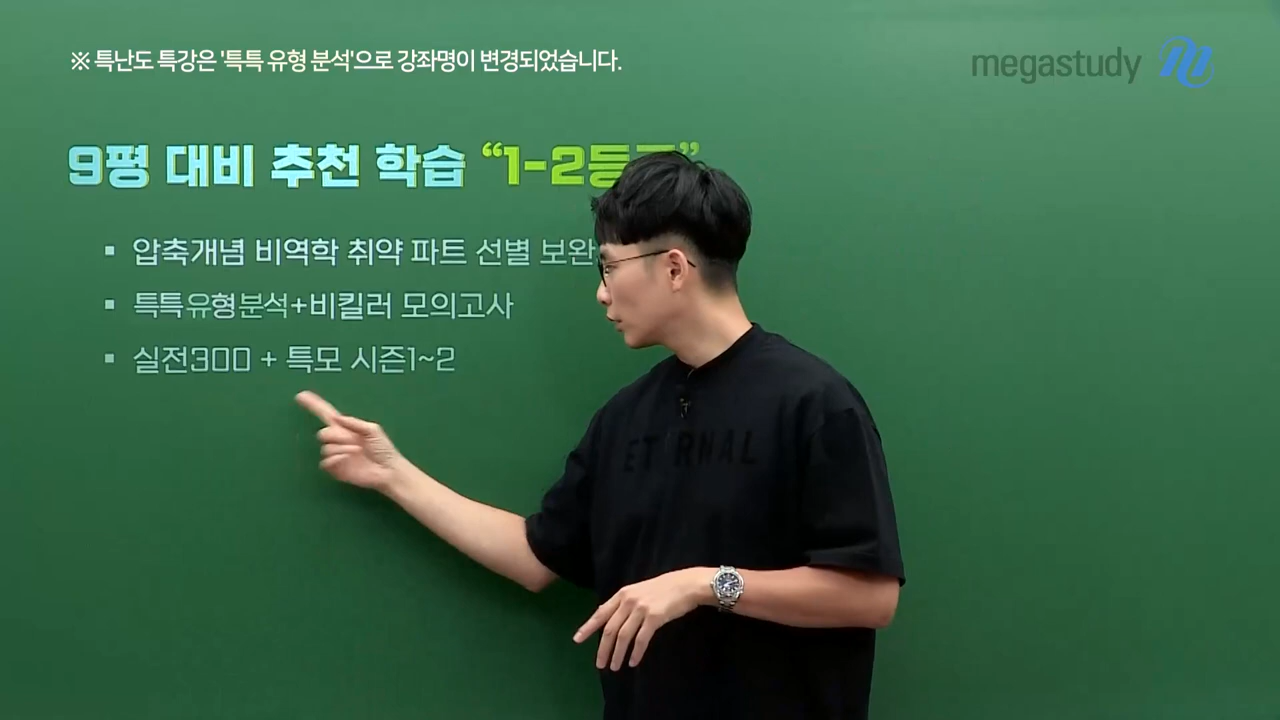 ※ 특난도 특강은 '특특 유형 분석'으로 강좌명이 변경되었습니다.
megastudy
9평 대비 추천 학습 “1-2등급”
▪ 압축개념 비역학 취약 파트 선별 보완
▪ 특특유형분석+비킬러 모의고사
▪ 실전300 + 특모 시즌1~2
ET RNAL